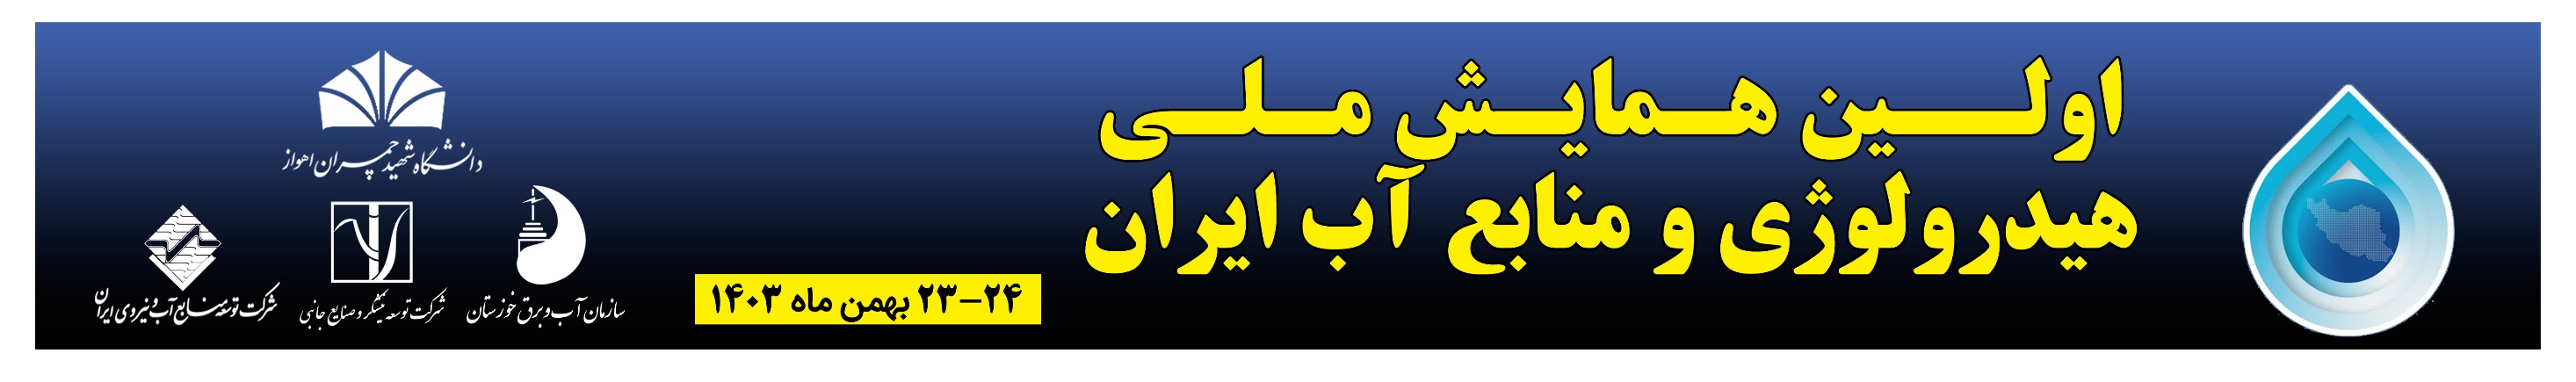 اولین همایش ملی
هیدرولوژی و منابع آب ایران
۲۳-۲۴ بهمن ماه ۱۴۰۳
دانشگاه شهید چمران اهواز
سازمان آب و برق خوزستان
شرکت توسعه نیشکر و صنایع جانبی
شرکت توسعه منابع آب و نیروی ایران